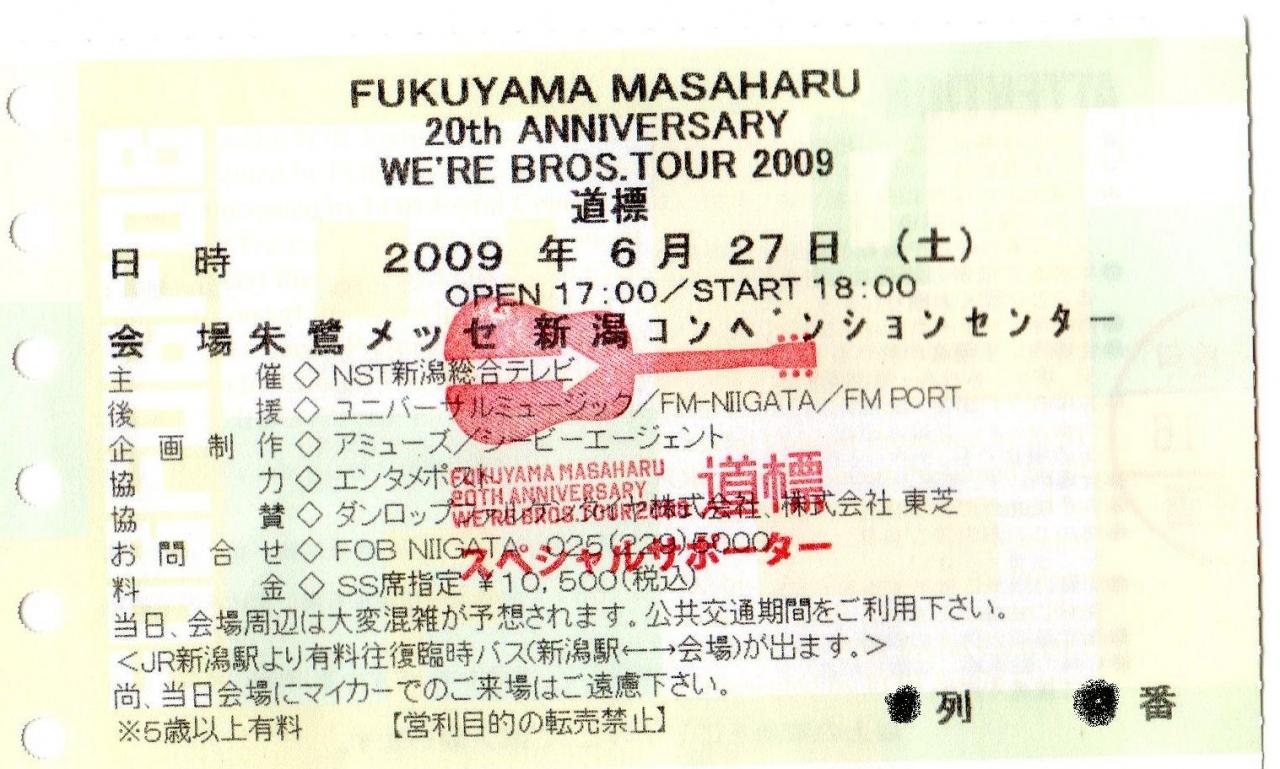 FUKUYAMA MASAHARU
20th ANNIVERSARY
WE'RE BROS.TOUR 2009
道標
日 時 2009 年 6 月 27 日 (土)
OPEN 17:00／START 18:00
会 場 朱鷺メッセ 新潟コンベンションセンター
主 催 ◇ NST新潟総合テレビ
後 援 ◇ ユニバーサルミュージック／FM-NIIGATA／FM PORT
企 画 制 作 ◇ アミューズ／シービーエージェント
協 力 ◇ エンタメポスト
協 賛 ◇ ダンロップ 株式会社、株式会社 東芝
お 問 合 せ ◇ FOB NIIGATA 025(229)5000
料 金 ◇ SS席指定 ￥10,500(税込)
FUKUYAMA MASAHARU
20TH ANNIVERSARY
WE'RE BROS.TOUR 2009
道標
スペシャルサポーター
当日、会場周辺は大変混雑が予想されます。公共交通期間をご利用下さい。
＜JR新潟駅より有料往復臨時バス(新潟駅←→会場)が出ます。＞
尚、当日会場にマイカーでのご来場はご遠慮下さい。
※5歳以上有料 【営利目的の転売禁止】
列 番